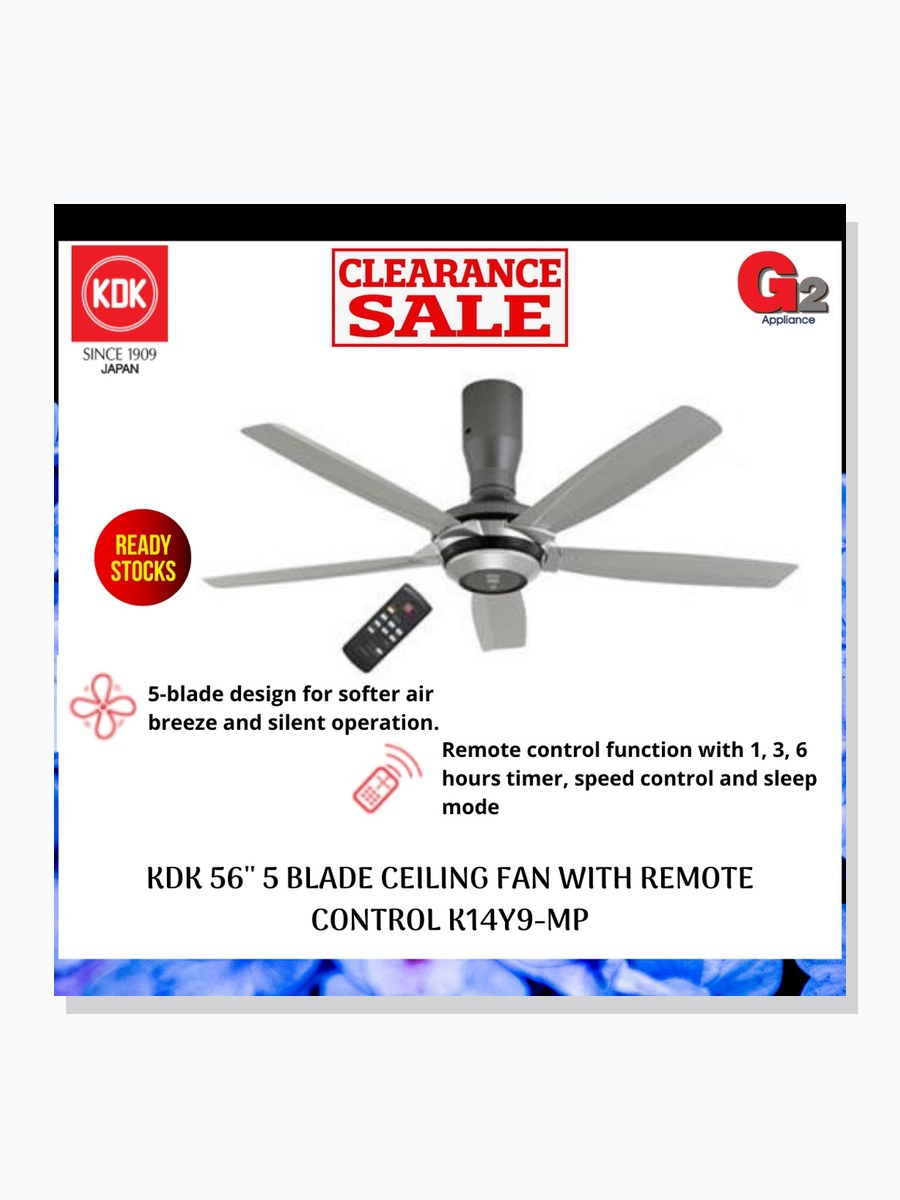 KDK
SINCE 1909
JAPAN
CLEARANCE
SALE
G2
Appliance
READY
STOCKS
5-blade design for softer air
breeze and silent operation.
Remote control function with 1, 3, 6
hours timer, speed control and sleep
mode
KDK 56" 5 BLADE CEILING FAN WITH REMOTE
CONTROL K14Y9-MP